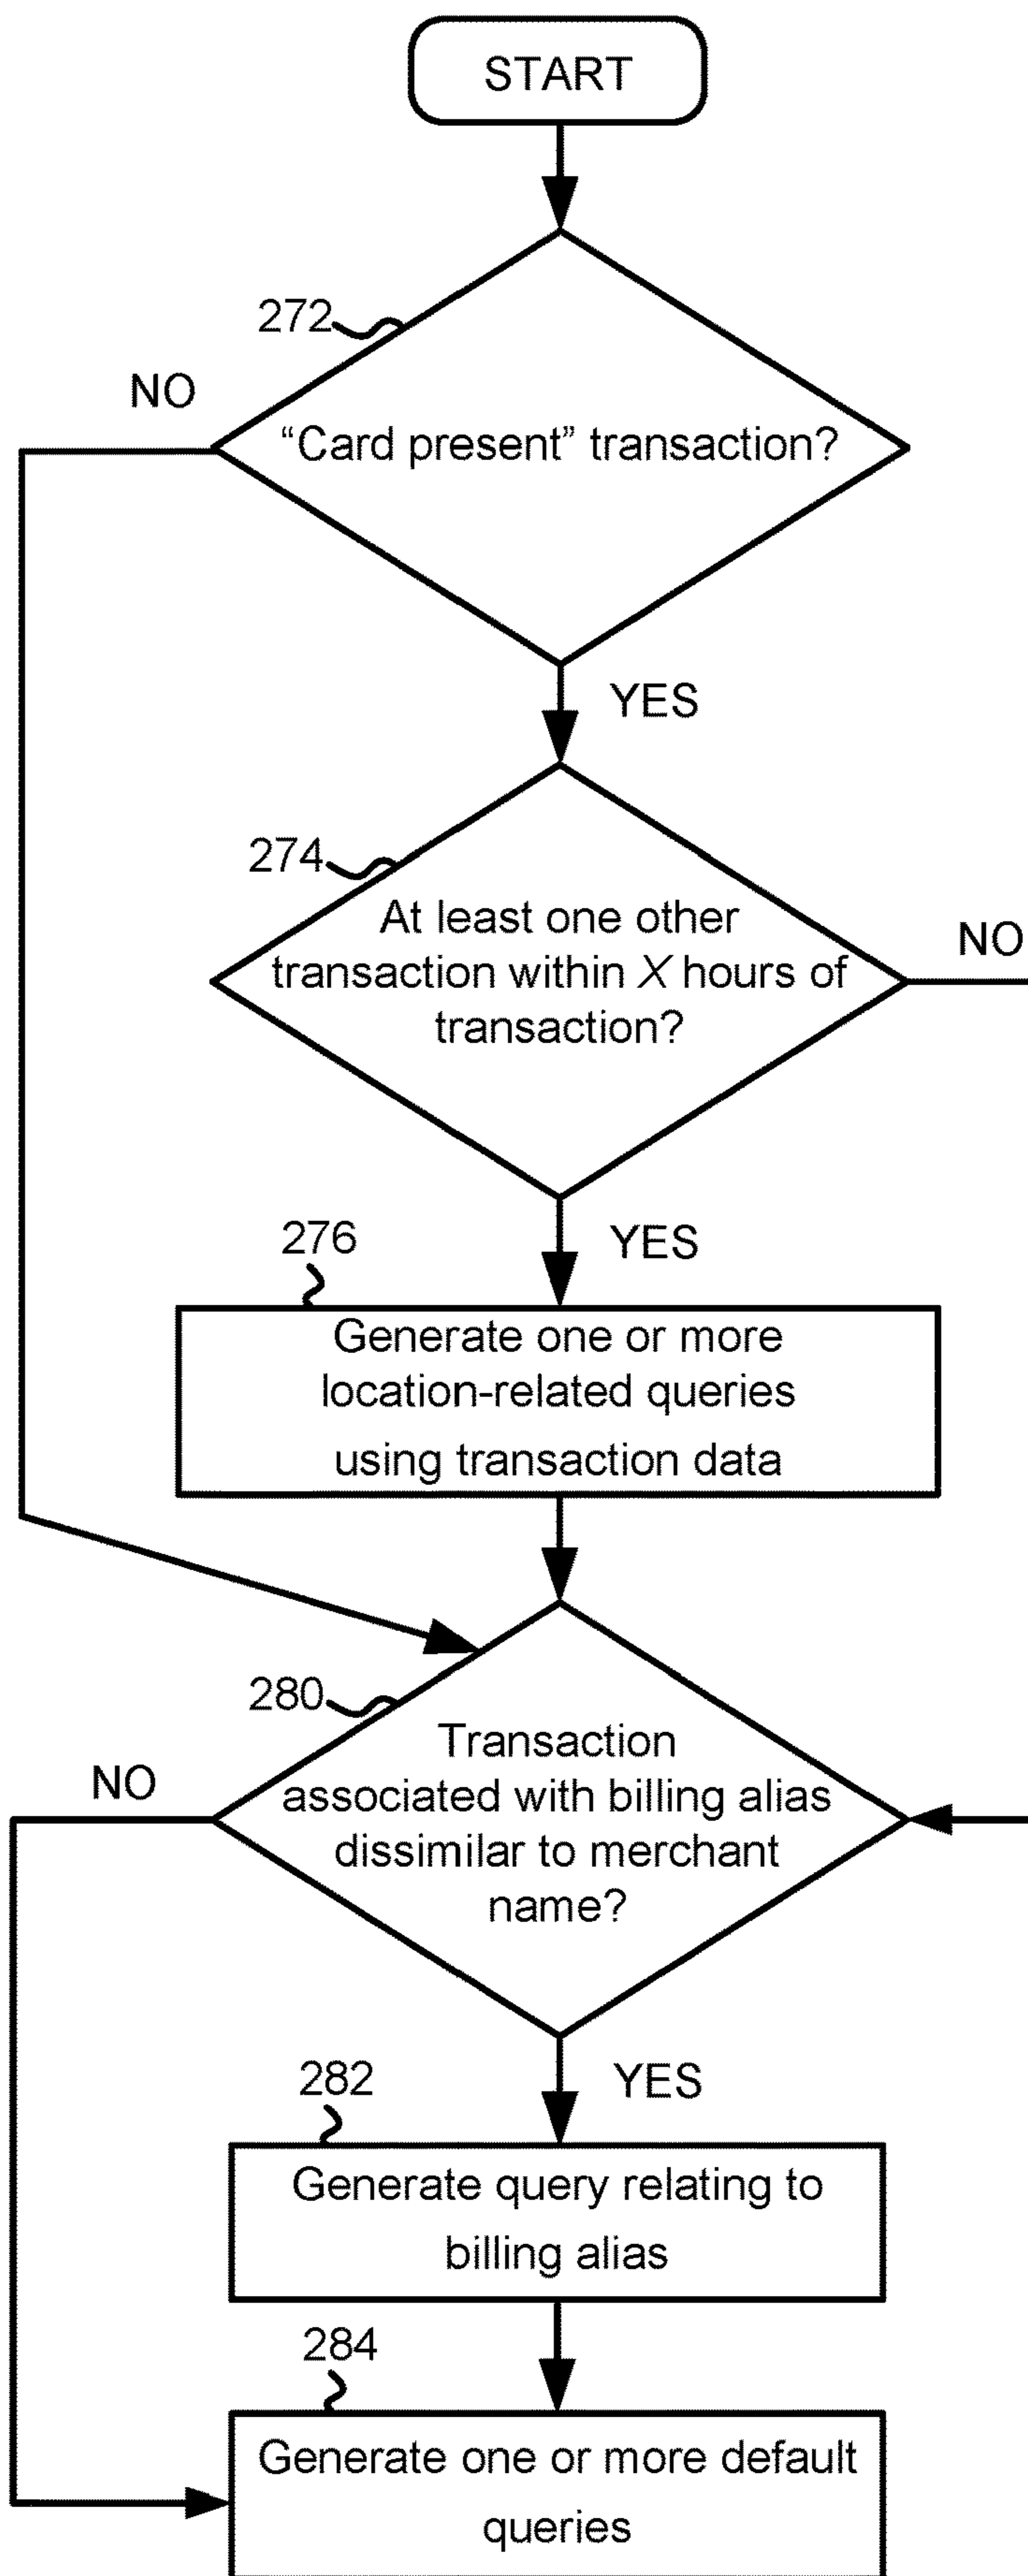 START
272
NO
“Card present” transaction?
YES
274
At least one other
transaction within X hours of
transaction?
NO
YES
276
Generate one or more
location-related queries
using transaction data
280
NO
Transaction
associated with billing alias
dissimilar to merchant
name?
YES
282
Generate query relating to
billing alias
284
Generate one or more default
queries